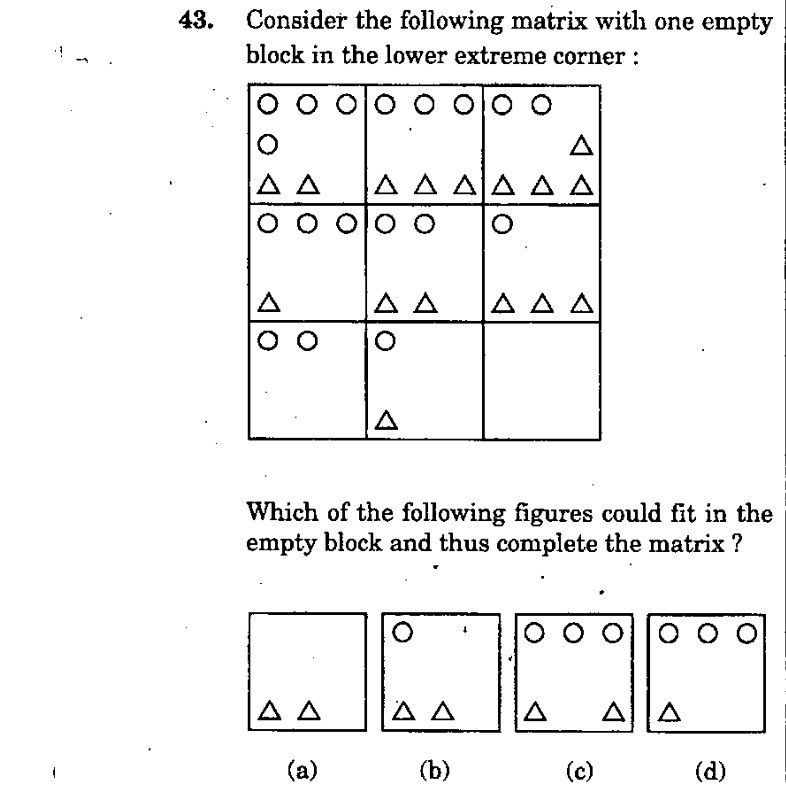 43. Consider the following matrix with one empty
block in the lower extreme corner :
Which of the following figures could fit in the
empty block and thus complete the matrix ?
(a) (b) (c) (d)